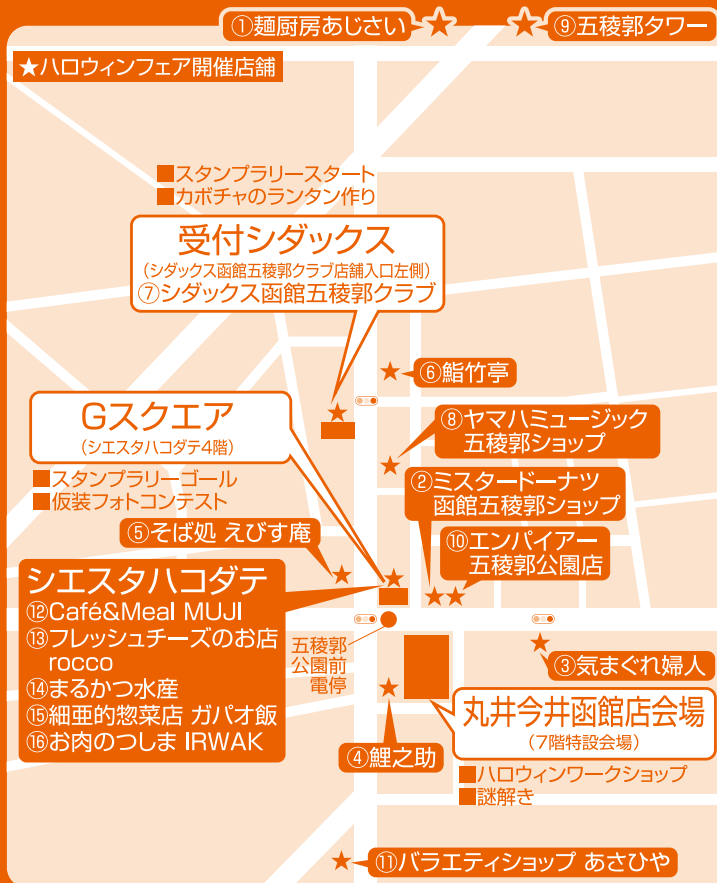 ①麺厨房あじさい
⑨五稜郭タワー
★ハロウィンフェア開催店舗
■スタンプラリースタート
■カボチャのランタン作り
受付シダックス
(シダックス函館五稜郭クラブ店舗入口左側)
⑦シダックス函館五稜郭クラブ
⑥鮨竹亭
Gスクエア
(シエスタハコダテ4階)
■スタンプラリーゴール
■仮装フォトコンテスト
⑧ヤマハミュージック
五稜郭ショップ
②ミスタードーナツ
函館五稜郭ショップ
⑤そば処 えびす庵
⑩エンパイアー
五稜郭公園店
シエスタハコダテ
⑫Café&Meal MUJI
⑬フレッシュチーズのお店
rocco
⑭まるかつ水産
⑮細亜的惣菜店 ガパオ飯
⑯お肉のつしま IRWAK
五稜郭
公園前
電停
③気まぐれ婦人
丸井今井函館店会場
(7階特設会場)
■ハロウィンワークショップ
■謎解き
④鯉之助
⑪バラエティショップ あさひや